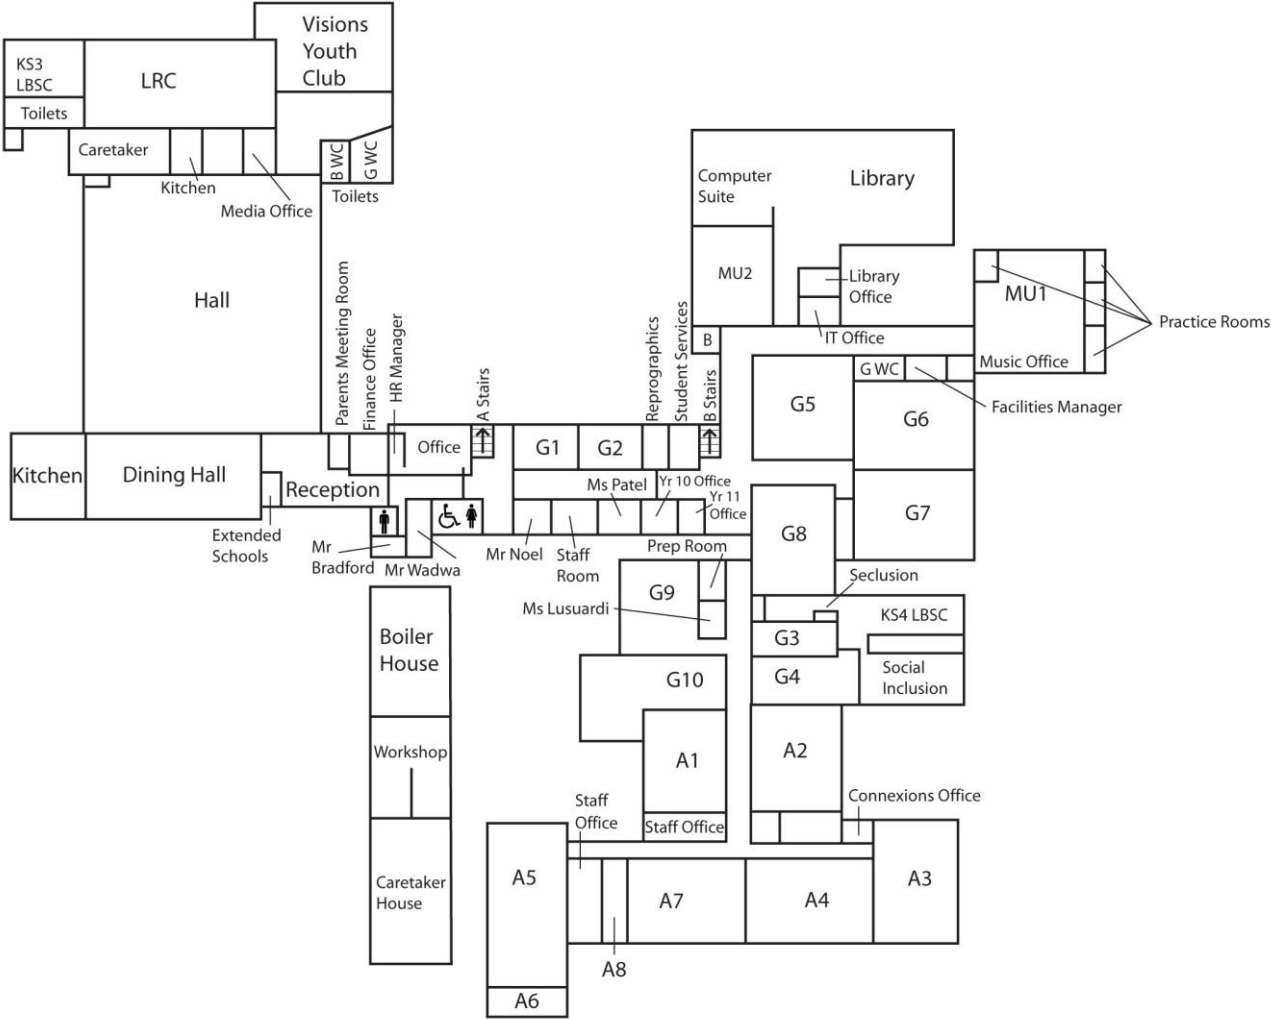 Visions
Youth
Club
KS3
LBSC
LRC
Toilets
Caretaker
Kitchen
Media Office
B WC
G WC
Toilets
Computer
Suite
Library
MU2
Library
Office
IT Office
B
MU1
Practice Rooms
Music Office
Hall
Parents Meeting Room
Finance Office
HR Manager
A Stairs
Reprographics
Student Services
B Stairs
G5
G WC
Facilities Manager
G6
G7
Kitchen
Dining Hall
Reception
Office
G1
G2
Extended
Schools
Mr
Bradford
Mr Wadwa
Ms Patel
Yr 10 Office
Yr 11
Office
Mr Noel
Staff
Room
Prep Room
G8
G9
Ms Lusuardi
Seclusion
KS4 LBSC
G3
G4
Social
Inclusion
G10
Boiler
House
Workshop
Caretaker
House
A1
Staff Office
A2
Connexions Office
Staff
Office
A5
A6
A8
A7
A4
A3